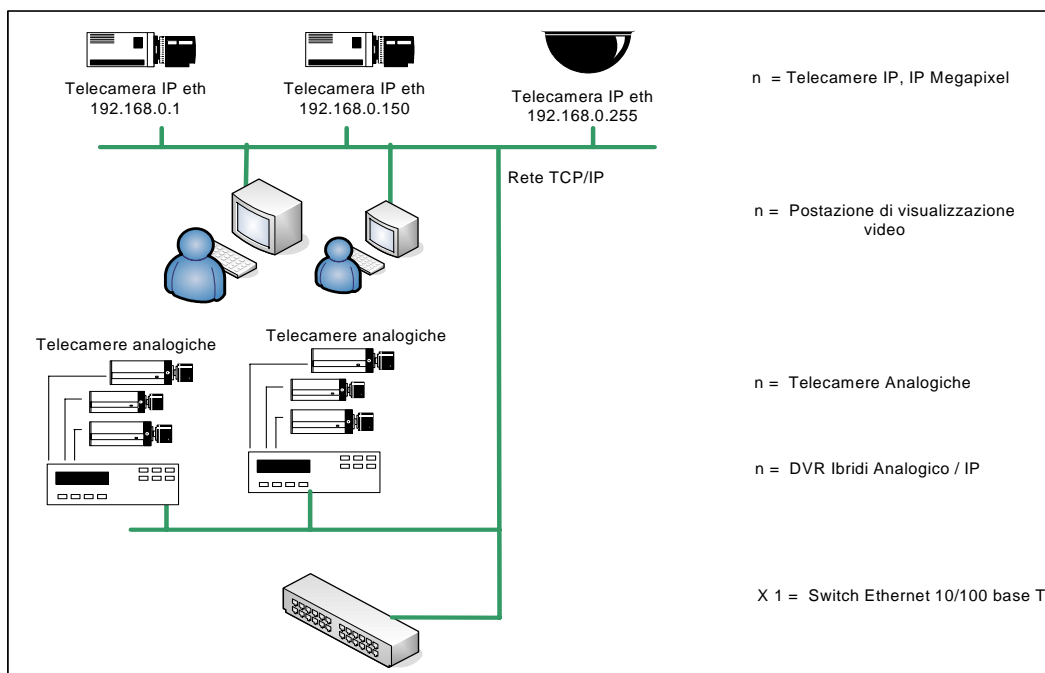 Telecamera IP eth
192.168.0.1
Telecamera IP eth
192.168.0.150
Telecamera IP eth
192.168.0.255
n = Telecamere IP, IP Megapixel
Rete TCP/IP
n = Postazione di visualizzazione
video
Telecamere analogiche
Telecamere analogiche
n = Telecamere Analogiche
n = DVR Ibridi Analogico / IP
X 1 = Switch Ethernet 10/100 base T